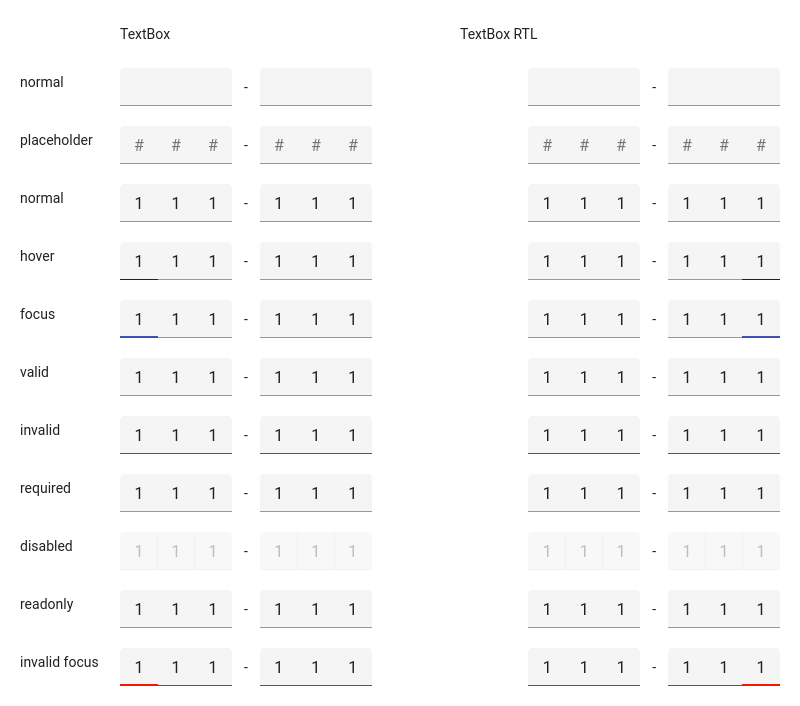 TextBox TextBox RTL
normal - -
placeholder # # # - # # # # # # - # # #
normal 1 1 1 - 1 1 1 1 1 1 - 1 1 1
hover 1 1 1 - 1 1 1 1 1 1 - 1 1 1
focus 1 1 1 - 1 1 1 1 1 1 - 1 1 1
valid 1 1 1 - 1 1 1 1 1 1 - 1 1 1
invalid 1 1 1 - 1 1 1 1 1 1 - 1 1 1
required 1 1 1 - 1 1 1 1 1 1 - 1 1 1
disabled 1 1 1 - 1 1 1 1 1 1 - 1 1 1
readonly 1 1 1 - 1 1 1 1 1 1 - 1 1 1
invalid focus 1 1 1 - 1 1 1 1 1 1 - 1 1 1